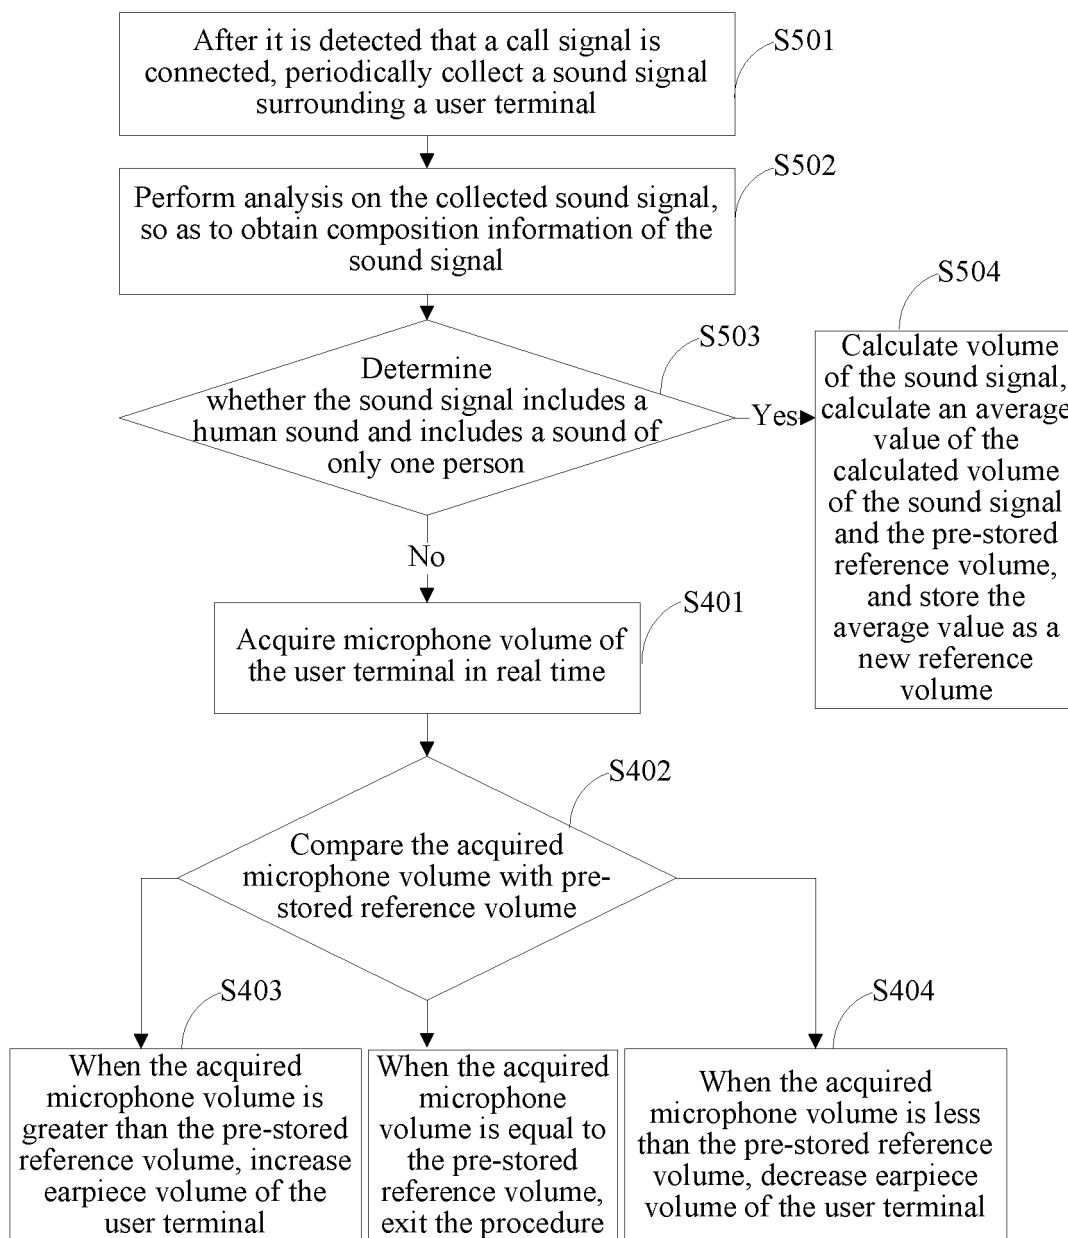 After it is detected that a call signal is
connected, periodically collect a sound signal
surrounding a user terminal
S501
Perform analysis on the collected sound signal,
so as to obtain composition information of the
sound signal
S502
Determine
whether the sound signal includes a
human sound and includes a sound of
only one person
S503
Yes
S504
Calculate volume
of the sound signal,
calculate an average
value of the
calculated volume
of the sound signal
and the pre-stored
reference volume,
and store the
average value as a
new reference
volume
No
S401
Acquire microphone volume of
the user terminal in real time
S402
Compare the acquired
microphone volume with pre-
stored reference volume
S403
When the acquired
microphone volume is
greater than the pre-stored
reference volume, increase
earpiece volume of the
user terminal
When the acquired
microphone
volume is equal to
the pre-stored
reference volume,
exit the procedure
S404
When the acquired
microphone volume is less
than the pre-stored reference
volume, decrease earpiece
volume of the user terminal